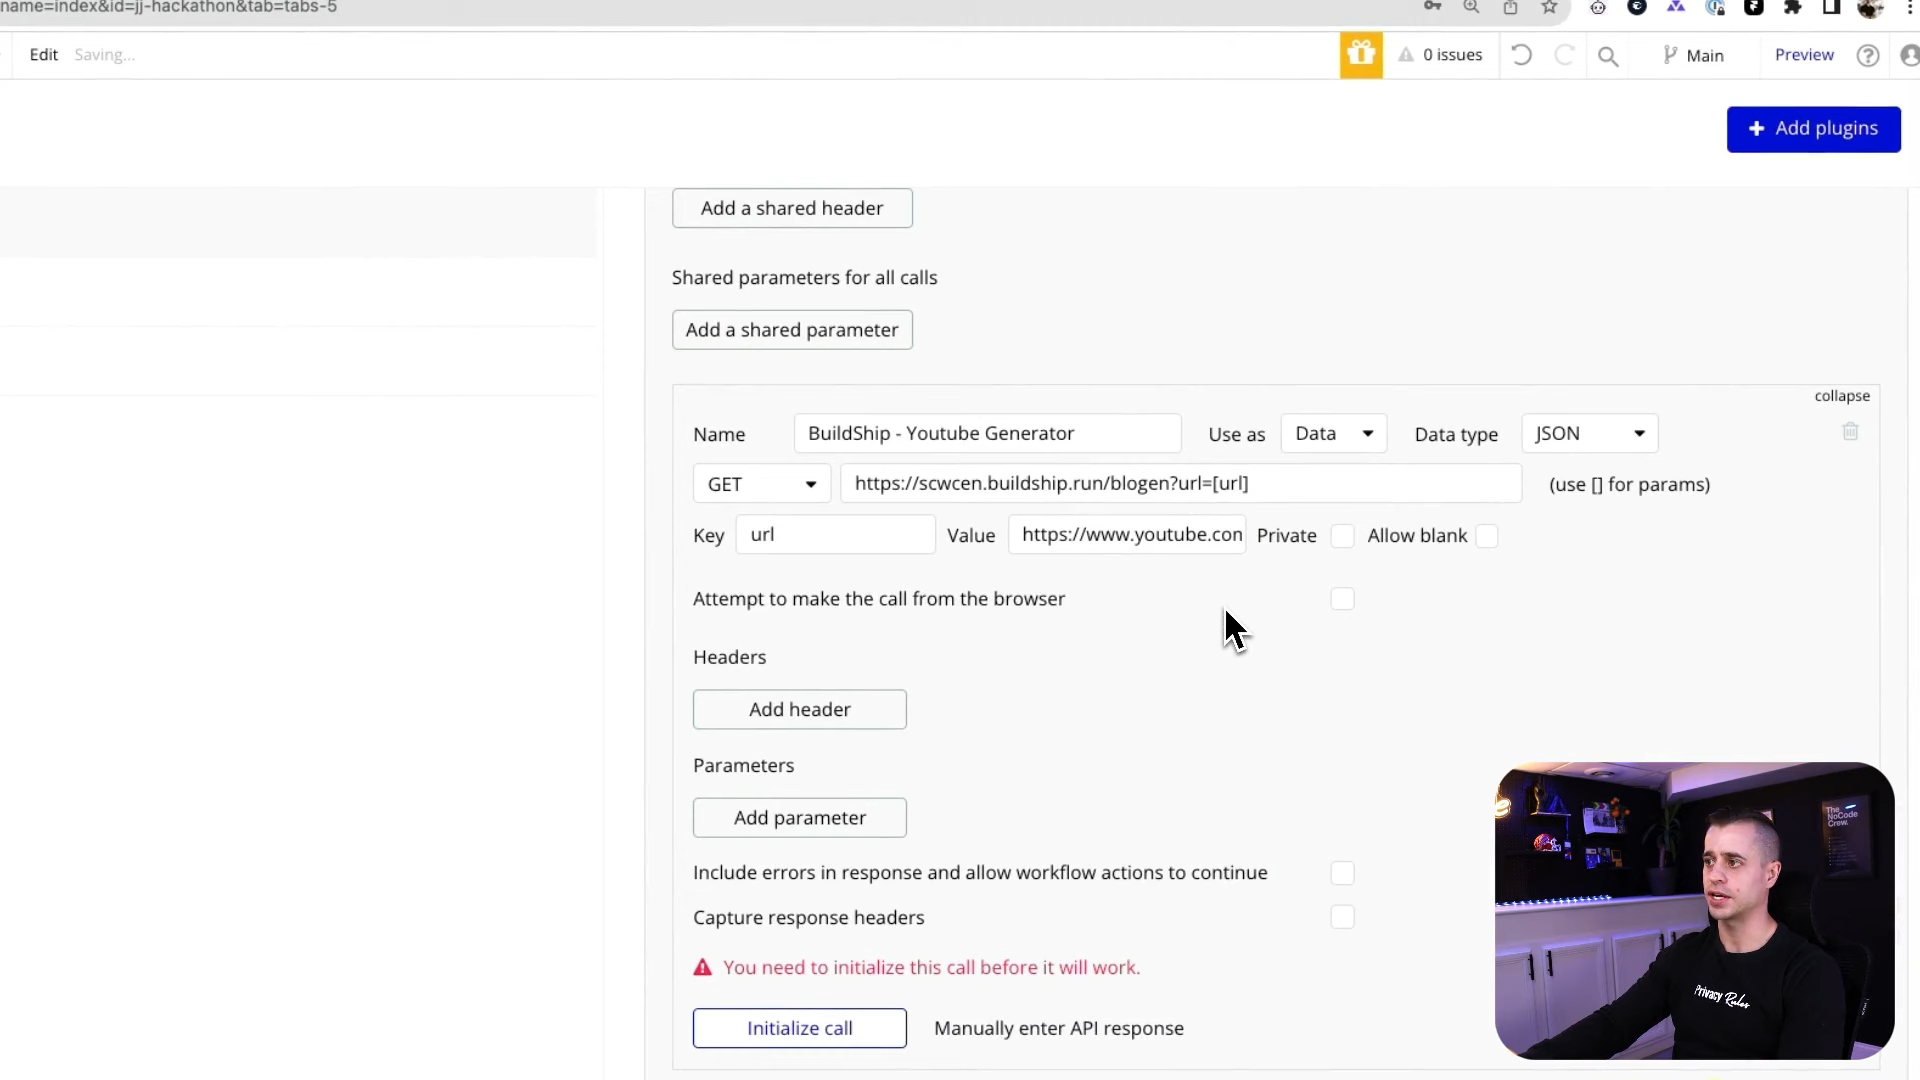 name=index&id=jj-hackathon&tab=tabs-5
Edit Saving... 0 issues Main Preview
Add plugins
Add a shared header
Shared parameters for all calls
Add a shared parameter
collapse
Name BuildShip - Youtube Generator Use as Data Data type JSON
GET https://scwcen.buildship.run/blogen?url=[url] (use [] for params)
Key url Value https://www.youtube.con Private Allow blank
Attempt to make the call from the browser
Headers
Add header
Parameters
Add parameter
Include errors in response and allow workflow actions to continue
Capture response headers
You need to initialize this call before it will work.
Initialize call Manually enter API response
The
NoCode
Crew.
Privacy Rules